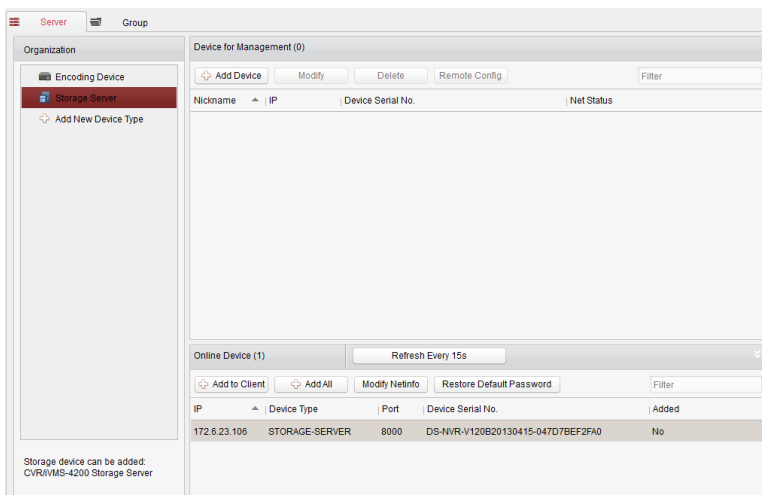 Server Group
Organization
Encoding Device
Storage Server
Add New Device Type
Storage device can be added:
CVR/iVMS-4200 Storage Server
Device for Management (0)
Add Device Modify Delete Remote Config Filter
Nickname IP Device Serial No. Net Status
Online Device (1) Refresh Every 15s
Add to Client Add All Modify Netinfo Restore Default Password Filter
IP Device Type Port Device Serial No. Added
172.6.23.106 STORAGE-SERVER 8000 DS-NVR-V120B20130415-047D7BEF2FA0 No